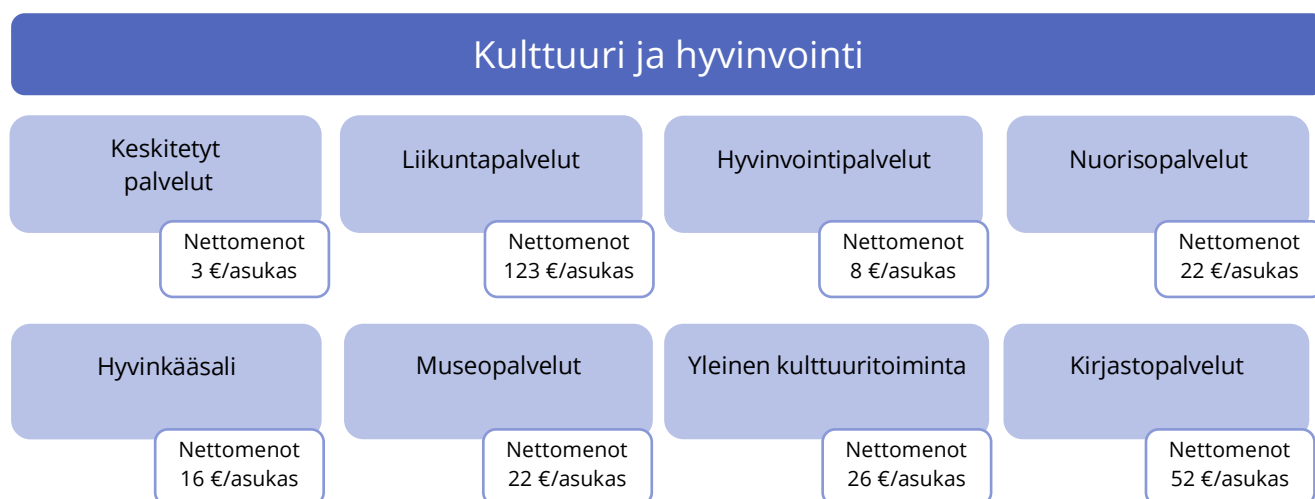 Kulttuuri ja hyvinvointi
Keskitetyt
palvelut
Nettomenot
3 €/asukas
Liikuntapalvelut
Nettomenot
123 €/asukas
Hyvinvointipalvelut
Nettomenot
8 €/asukas
Nuorisopalvelut
Nettomenot
22 €/asukas
Hyvinkääsali
Nettomenot
16 €/asukas
Museopalvelut
Nettomenot
22 €/asukas
Yleinen kulttuuritoiminta
Nettomenot
26 €/asukas
Kirjastopalvelut
Nettomenot
52 €/asukas